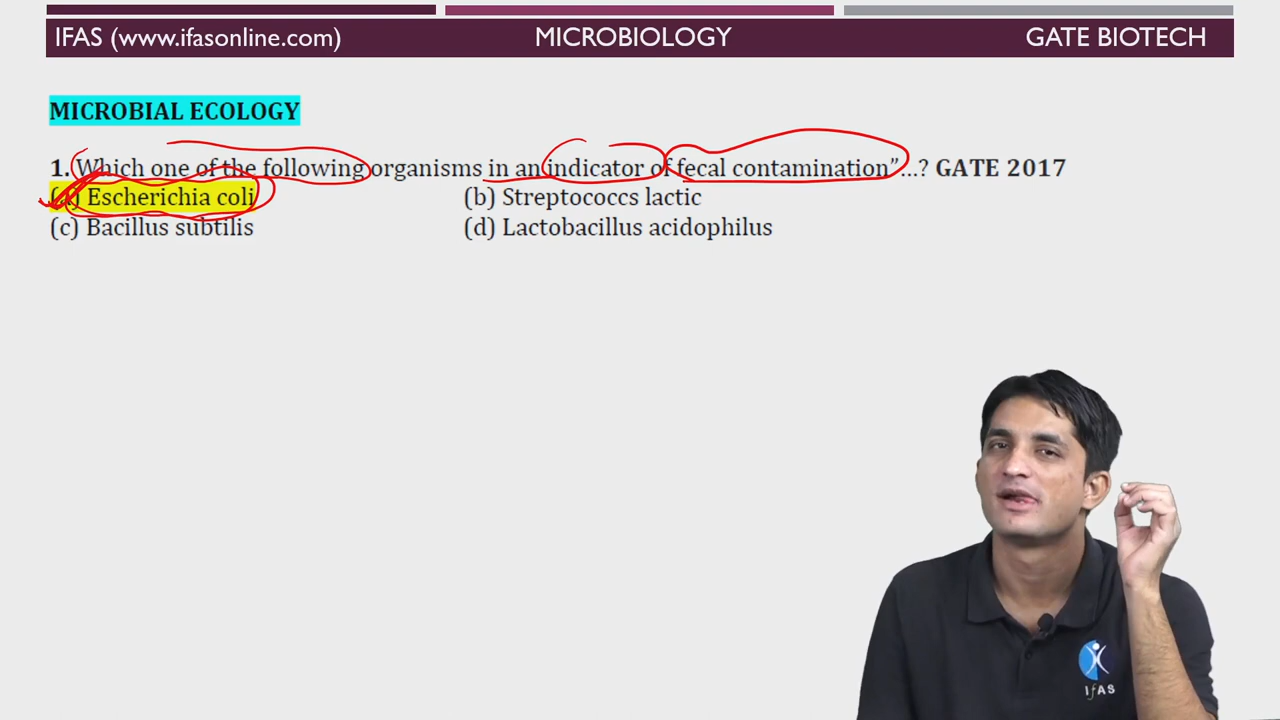 IFAS (www.ifasonline.com) MICROBIOLOGY GATE BIOTECH
MICROBIAL ECOLOGY
1. Which one of the following organisms in an indicator of fecal contamination”...? GATE 2017
(a) Escherichia coli (b) Streptococcs lactic
(c) Bacillus subtilis (d) Lactobacillus acidophilus
IfAS